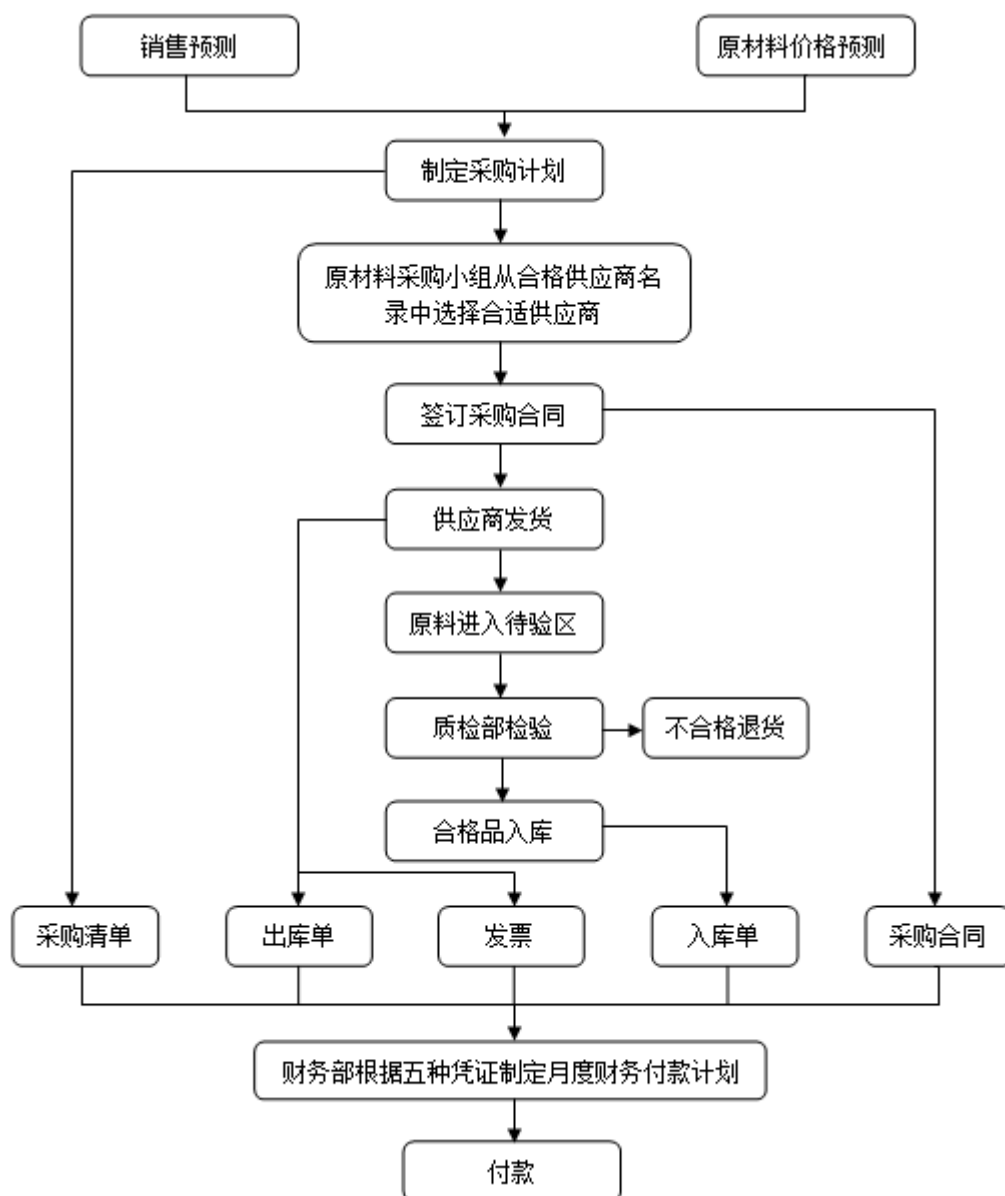 销售预测
原材料价格预测
制定采购计划
原材料采购小组从合格供应商名
录中选择合适供应商
签订采购合同
供应商发货
原料进入待验区
质检部检验
不合格退货
合格品入库
采购清单
出库单
发票
入库单
采购合同
财务部根据五种凭证制定月度财务付款计划
付款